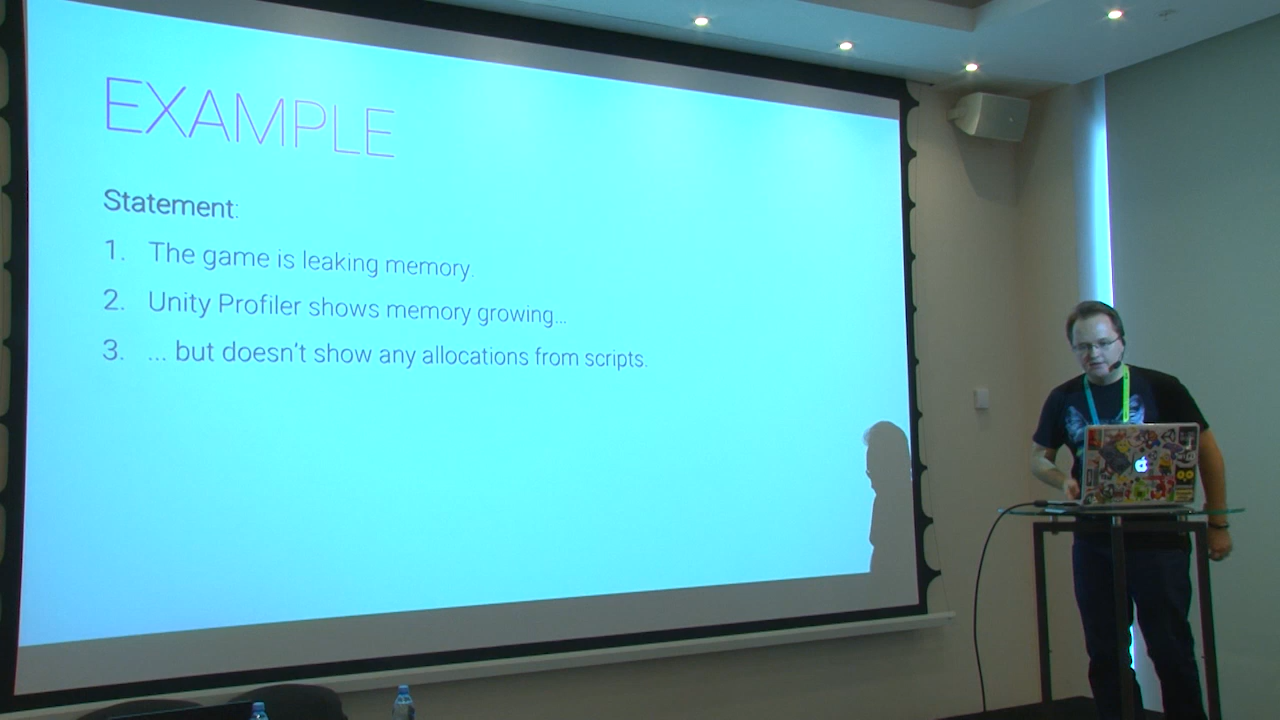 EXAMPLE
Statement:
1. The game is leaking memory.
2. Unity Profiler shows memory growing...
3. ... but doesn't show any allocations from scripts.